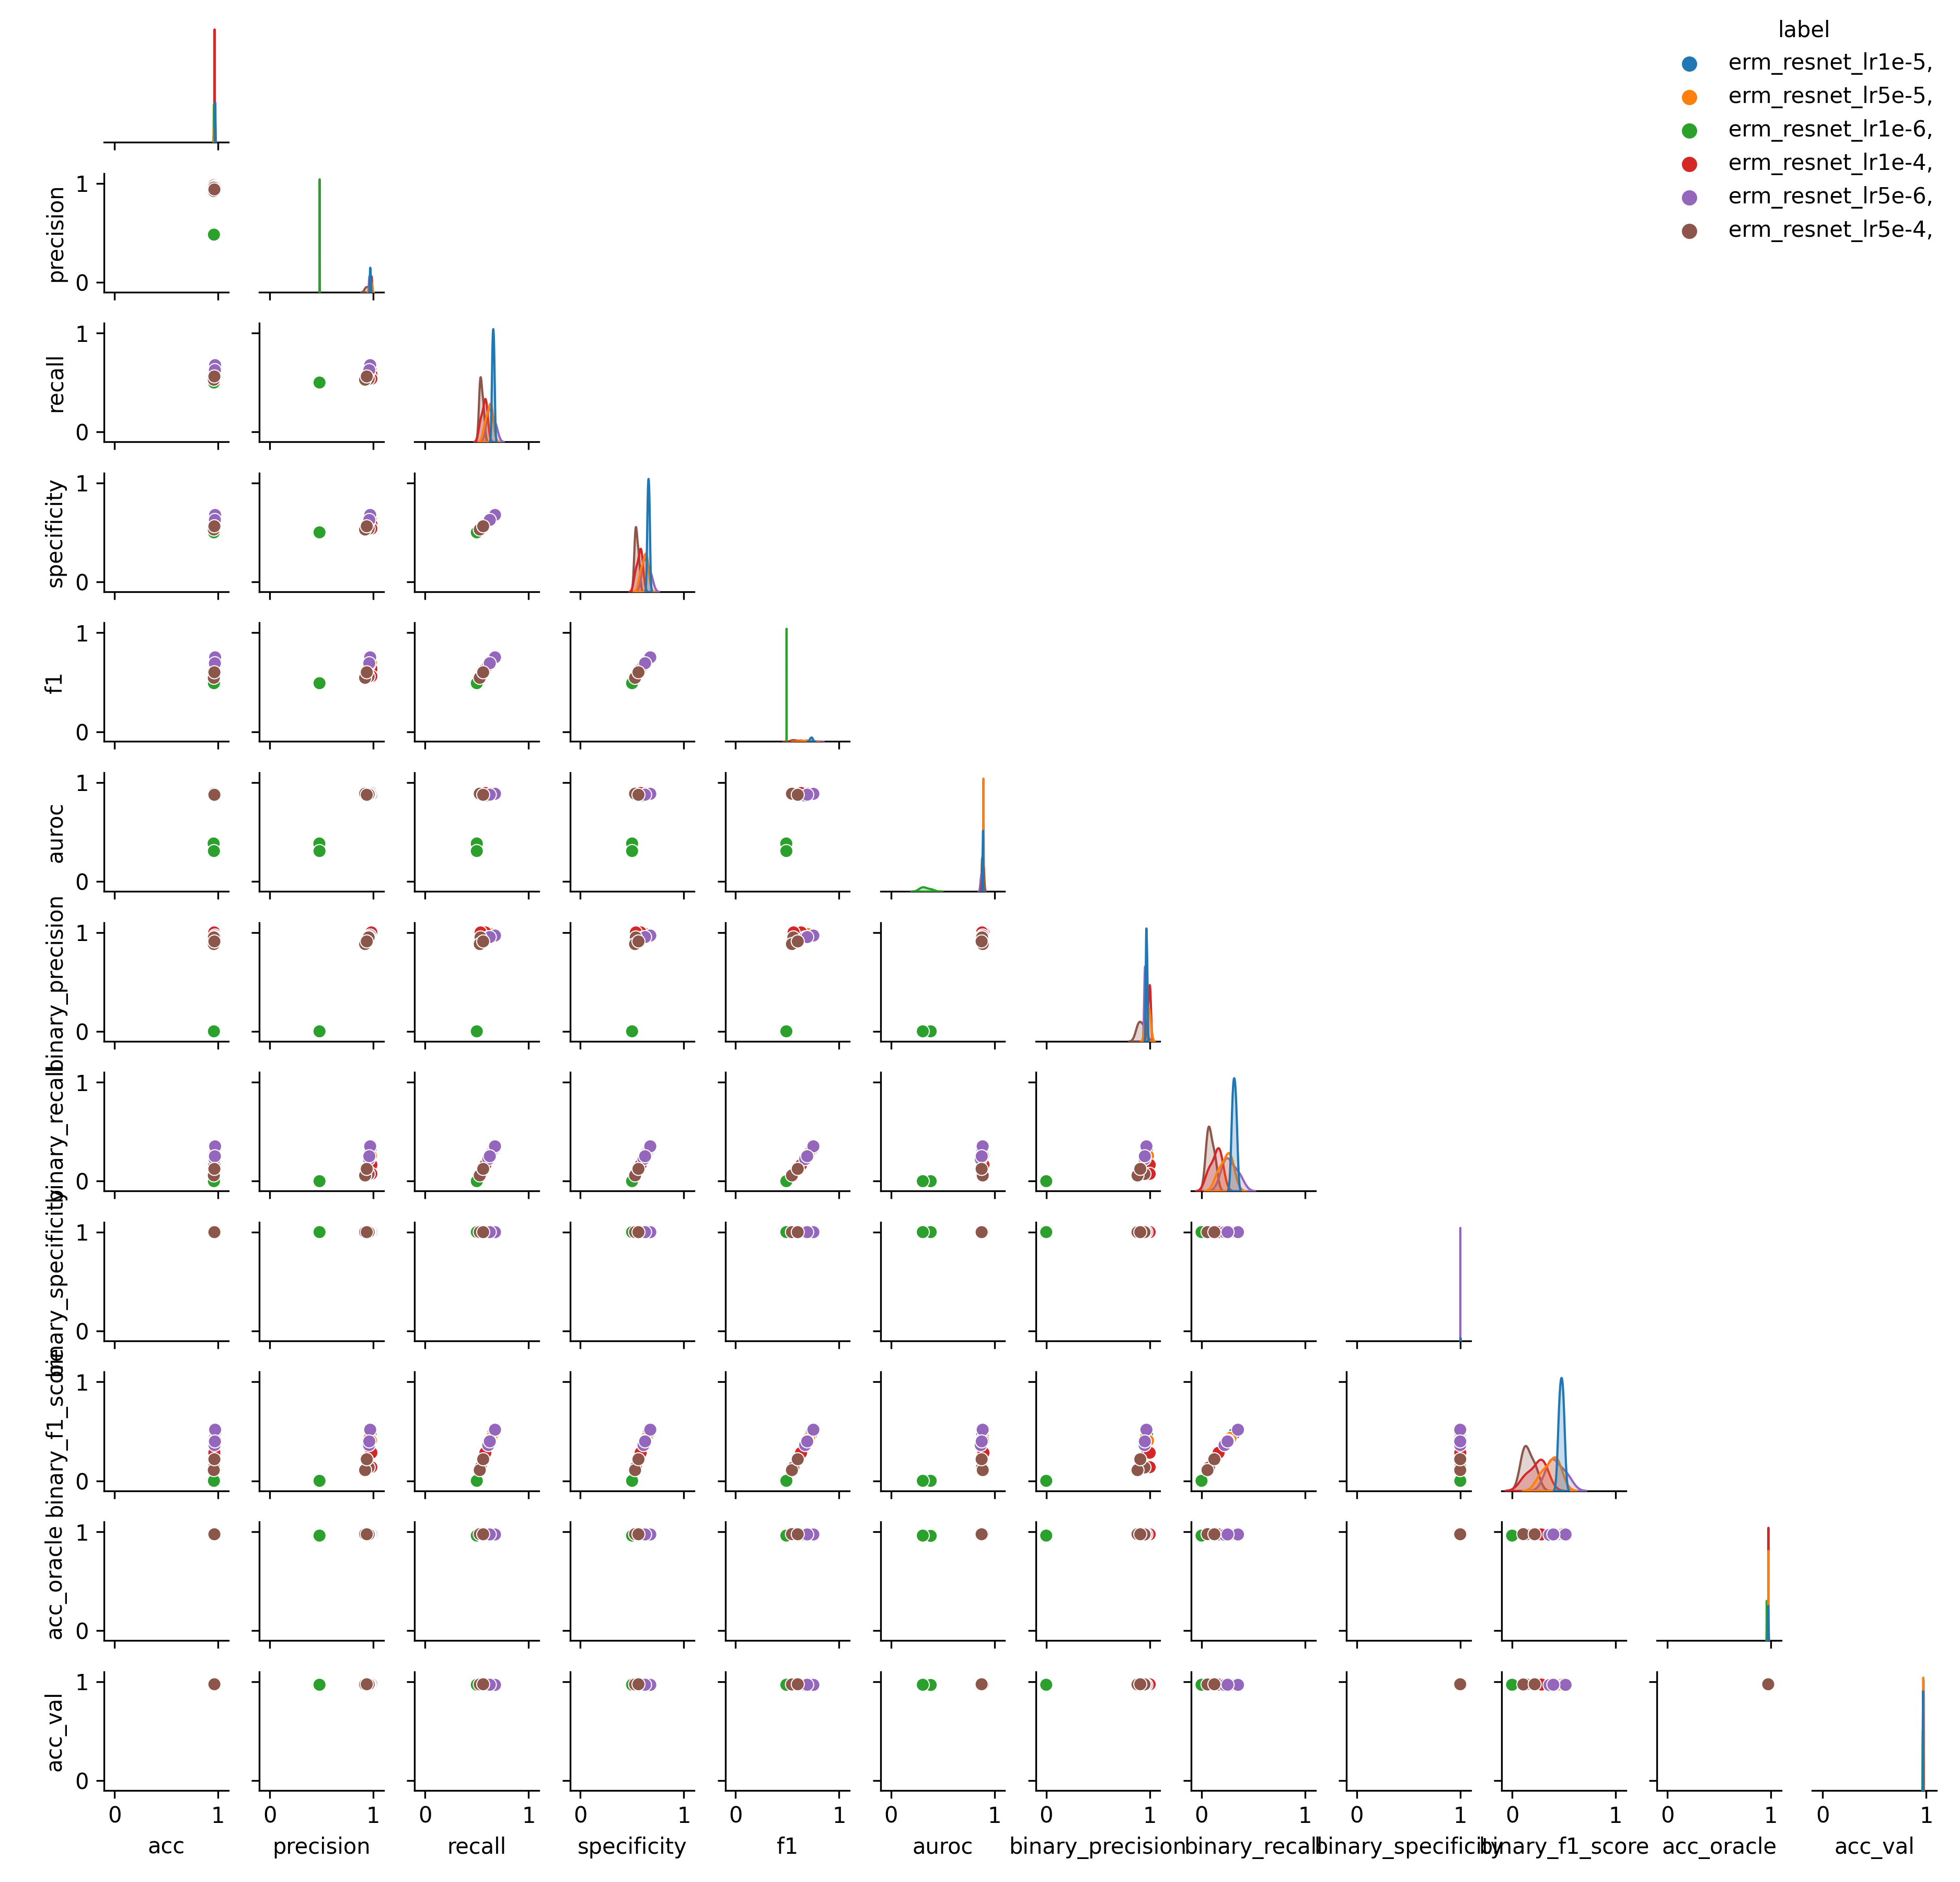 label
erm_resnet_lr1e-5,
erm_resnet_lr5e-5,
erm_resnet_lr1e-6,
erm_resnet_lr1e-4,
erm_resnet_lr5e-6,
erm_resnet_lr5e-4,
1
precision
0
1
recall
0
1
specificity
0
1
f1
0
1
auroc
0
1
binary_precision
0
1
binary_recall
0
1
binary_specificity
0
1
binary_f1_score
0
1
acc_oracle
0
1
acc_val
0
0 1 0 1 0 1 0 1 0 1 0 1 0 1 0 1 0 1 0 1 0 1 0 1
acc precision recall specificity f1 auroc binary_precision binary_recall binary_specificity binary_f1_score acc_oracle acc_val